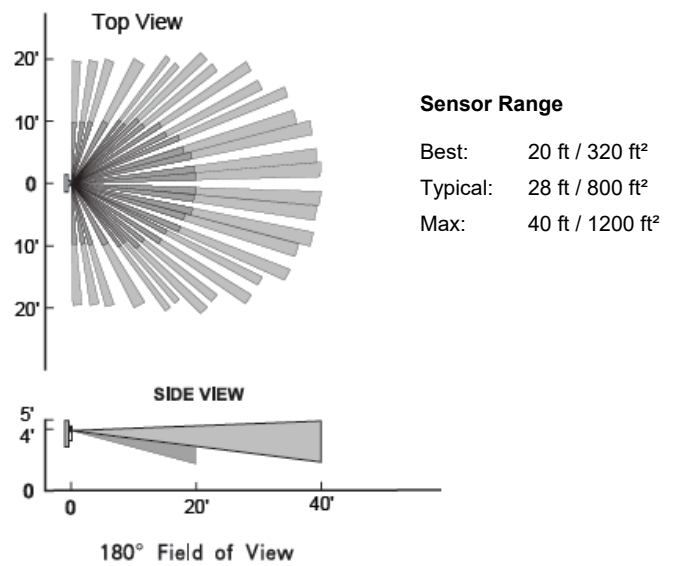 Top View
20'
10'
0
10'
20'
Sensor Range
Best: 20 ft / 320 ft²
Typical: 28 ft / 800 ft²
Max: 40 ft / 1200 ft²
SIDE VIEW
5'
4'
0
0 20' 40'
180° Field of View